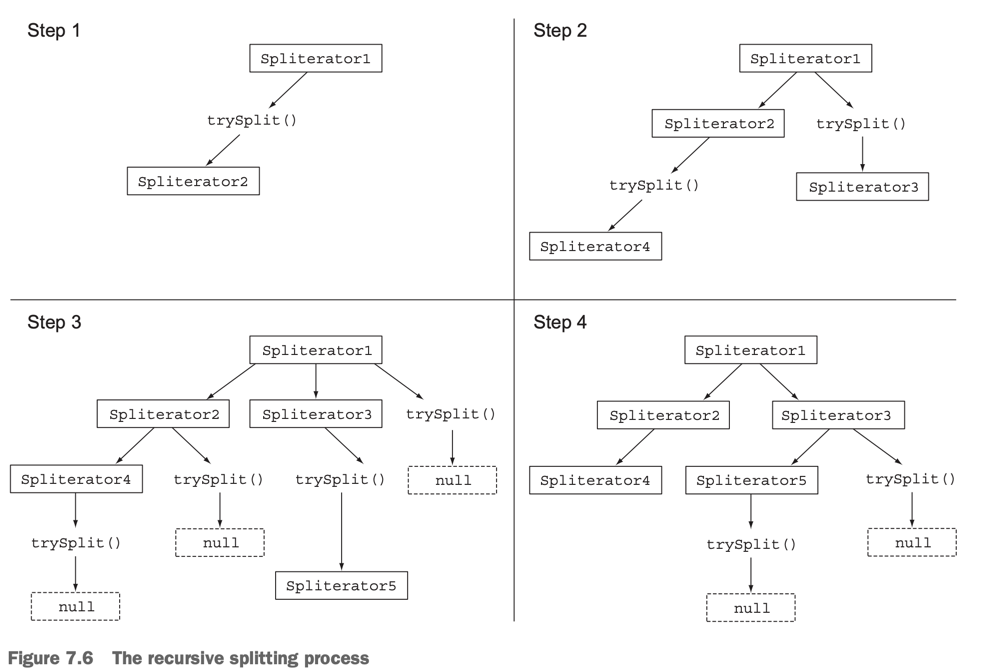 Step 1
Spliterator1
trySplit()
Spliterator2
Step 2
Spliterator1
Spliterator2
trySplit()
trySplit()
Spliterator3
Spliterator4
Step 3
Spliterator1
Spliterator2
Spliterator3
trySplit()
Spliterator4
trySplit()
trySplit()
null
trySplit()
null
null
Spliterator5
Step 4
Spliterator1
Spliterator2
Spliterator3
Spliterator4
Spliterator5
trySplit()
trySplit()
null
null
Figure 7.6 The recursive splitting process